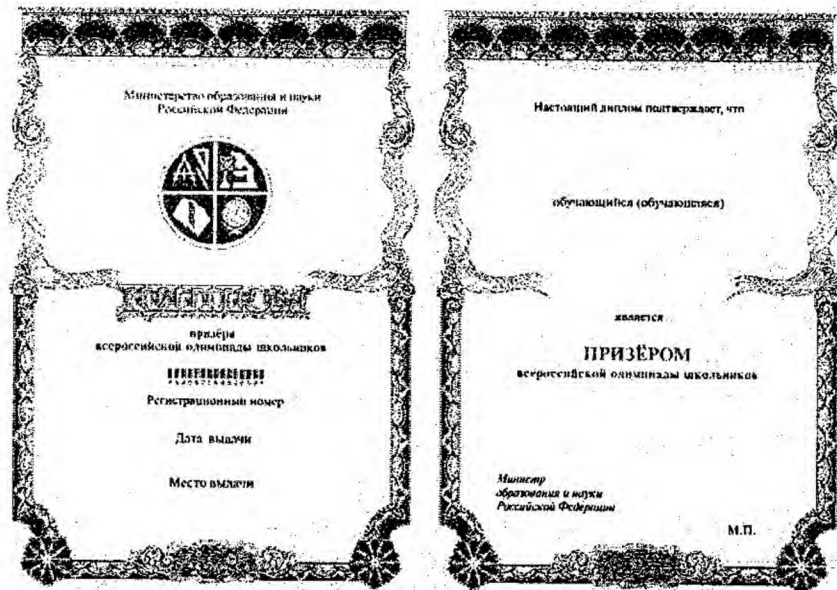 Министерство образования и науки
Российской Федерации
призёра
всероссийской олимпиады школьников
Регистрационный номер
Дата выдачи
Место выдачи
Настоящий диплом подтверждает, что
обучающийся (обучающаяся)
является
ПРИЗЁРОМ
всероссийской олимпиады школьников
Министр
образования и науки
Российской Федерации
М.П.